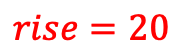 rise = 20